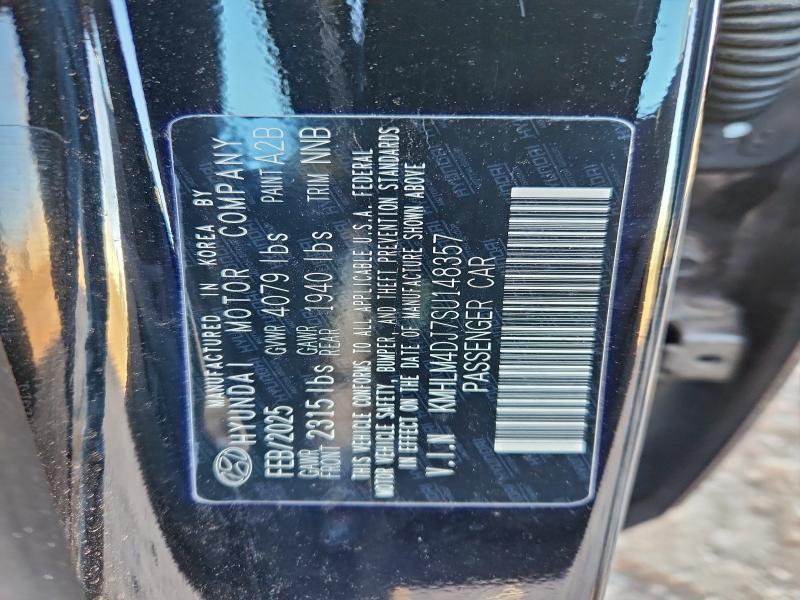 MANUFACTURED IN KOREA BY
HYUNDAI MOTOR COMPANY
FEB/2025 GVWR 4079 lbs PAINT A2B
GAWR FRONT 2315 lbs GAWR REAR 1940 lbs TRIM NNB
THIS VEHICLE CONFORMS TO ALL APPLICABLE U.S.A. FEDERAL
MOTOR VEHICLE SAFETY, BUMPER, AND THEFT PREVENTION STANDARDS
IN EFFECT ON THE DATE OF MANUFACTURE SHOWN ABOVE
V.I.N KMHLM4DJ7SU148357
PASSENGER CAR